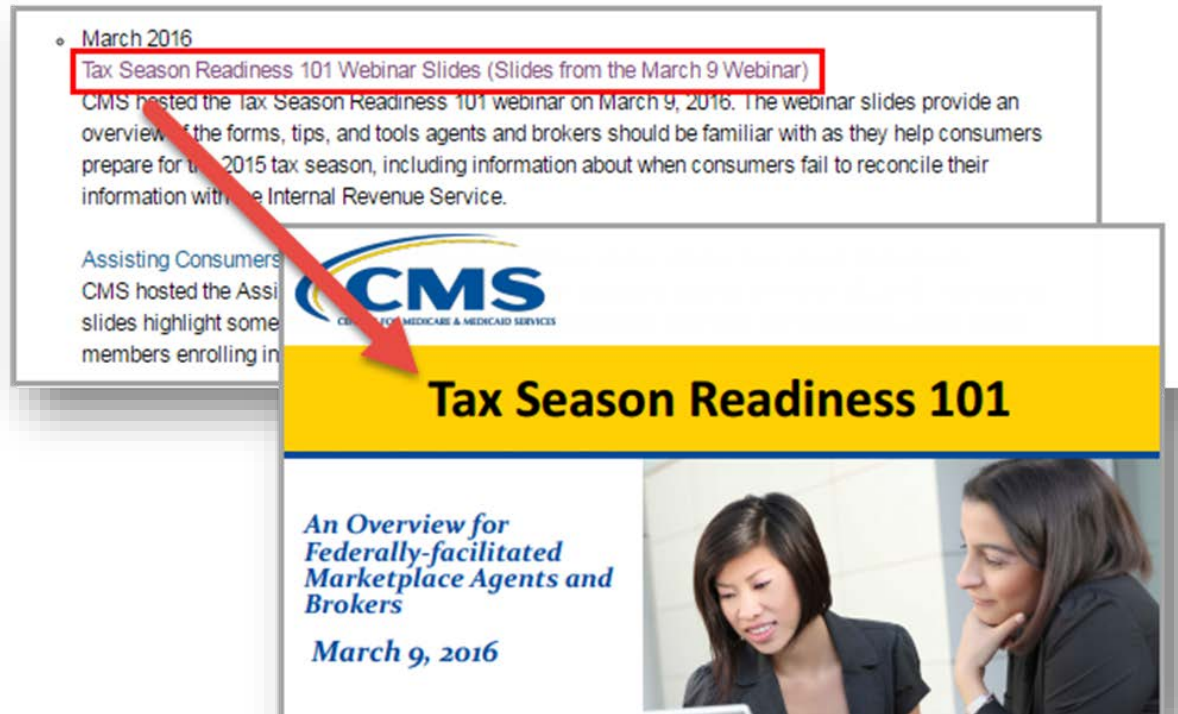 March 2016
Tax Season Readiness 101 Webinar Slides (Slides from the March 9 Webinar)
CMS hosted the Tax Season Readiness 101 webinar on March 9, 2016. The webinar slides provide an
overview of the forms, tips, and tools agents and brokers should be familiar with as they help consumers
prepare for the 2015 tax season, including information about when consumers fail to reconcile their
information with the Internal Revenue Service.
Assisting Consumers
CMS hosted the Assi
slides highlight some
members enrolling in
CMS
CENTERS FOR MEDICARE & MEDICAID SERVICES
Tax Season Readiness 101
An Overview for
Federally-facilitated
Marketplace Agents and
Brokers
March 9, 2016